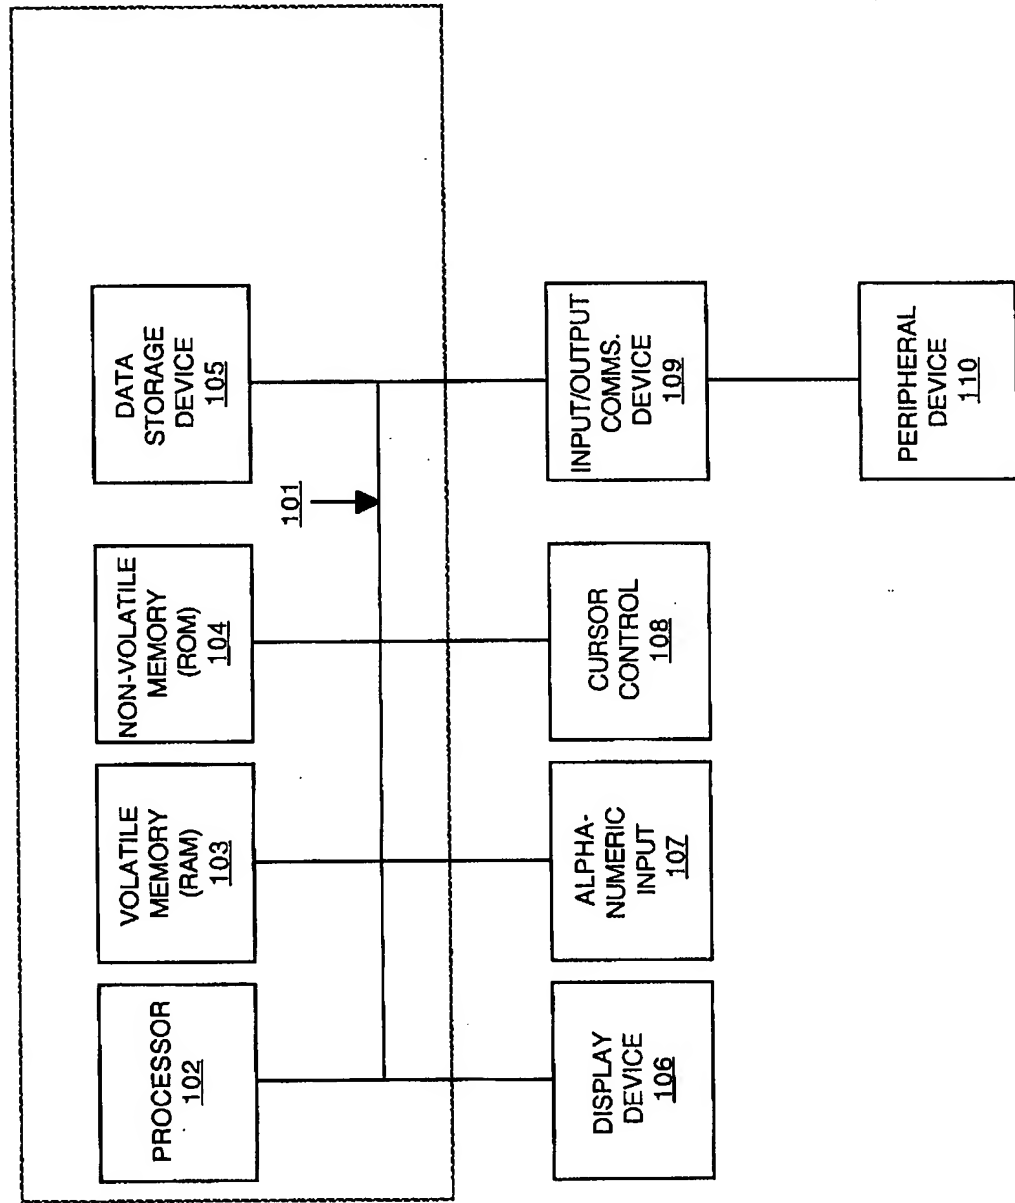 PROCESSOR
102
VOLATILE
MEMORY
(RAM)
103
NON-VOLATILE
MEMORY
(ROM)
104
DATA
STORAGE
DEVICE
105
101
DISPLAY
DEVICE
106
ALPHA-
NUMERIC
INPUT
107
CURSOR
CONTROL
108
INPUT/OUTPUT
COMMS.
DEVICE
109
PERIPHERAL
DEVICE
110